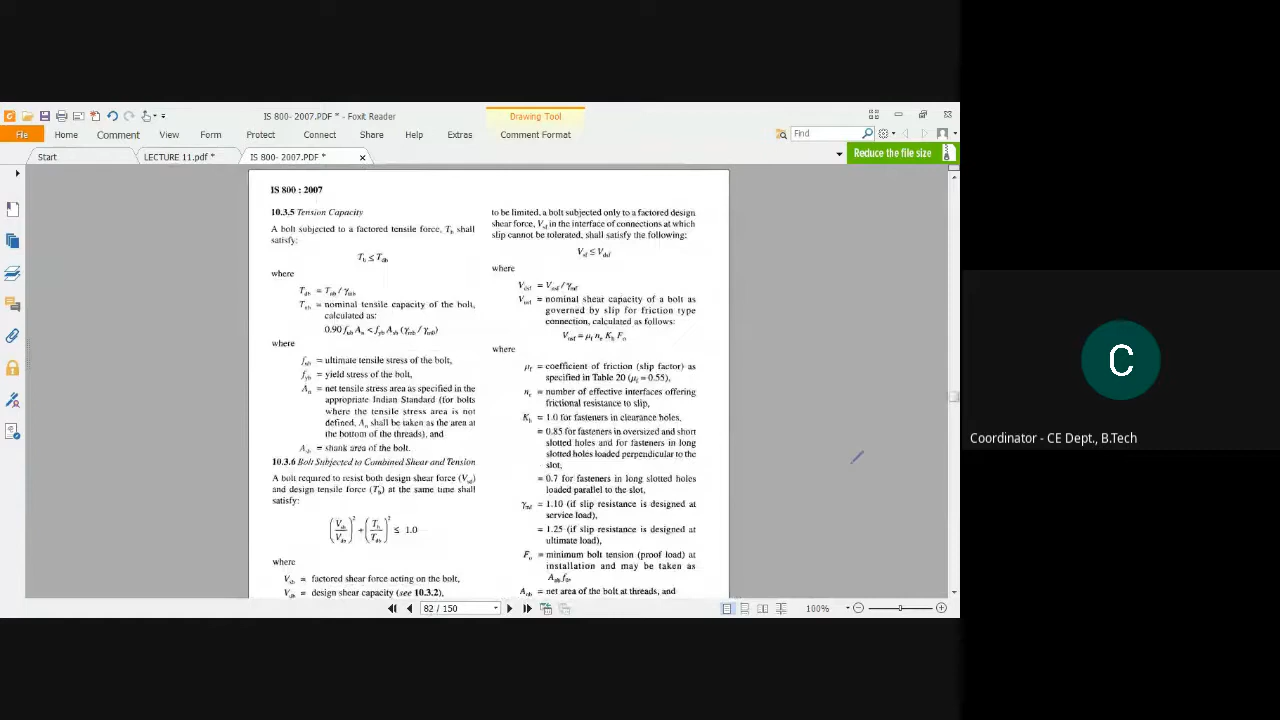 IS 800- 2007.PDF * - Foxit Reader
Drawing Tool
File
Home
Comment
View
Form
Protect
Connect
Share
Help
Extras
Comment Format
Find
Start
LECTURE 11.pdf *
IS 800- 2007.PDF *
Reduce the file size
IS 800 : 2007
10.3.5 Tension Capacity
A bolt subjected to a factored tensile force, Tb shall
satisfy:
Tb ≤ Tdb
where
Tdb = Tnb / γmb
Tnb = nominal tensile capacity of the bolt,
calculated as:
0.90 fub An < fyb Asb (γmb / γm0)
where
fub = ultimate tensile stress of the bolt,
fyb = yield stress of the bolt,
An = net tensile stress area as specified in the
appropriate Indian Standard (for bolts
where the tensile stress area is not
defined, An shall be taken as the area at
the bottom of the threads), and
Asb = shank area of the bolt.
10.3.6 Bolt Subjected to Combined Shear and Tension
A bolt required to resist both design shear force (Vsd)
and design tensile force (Tb) at the same time shall
satisfy:
(Vsb/Vdb)² + (Tb/Tdb)² ≤ 1.0
where
Vsb = factored shear force acting on the bolt,
Vdb = design shear capacity (see 10.3.2),
to be limited, a bolt subjected only to a factored design
shear force, Vsf in the interface of connections at which
slip cannot be tolerated, shall satisfy the following:
Vsf ≤ Vdsf
where
Vdsf = Vnsf / γmf
Vnsf = nominal shear capacity of a bolt as
governed by slip for friction type
connection, calculated as follows:
Vnsf = μf ne Kh Fo
where
μf = coefficient of friction (slip factor) as
specified in Table 20 (μf = 0.55),
ne = number of effective interfaces offering
frictional resistance to slip,
Kh = 1.0 for fasteners in clearance holes,
= 0.85 for fasteners in oversized and short
slotted holes and for fasteners in long
slotted holes loaded perpendicular to the
slot,
= 0.7 for fasteners in long slotted holes
loaded parallel to the slot,
γmf = 1.10 (if slip resistance is designed at
service load),
= 1.25 (if slip resistance is designed at
ultimate load),
Fo = minimum bolt tension (proof load) at
installation and may be taken as
Anb fo,
Anb = net area of the bolt at threads, and
82 / 150
100%
C
Coordinator - CE Dept., B.Tech